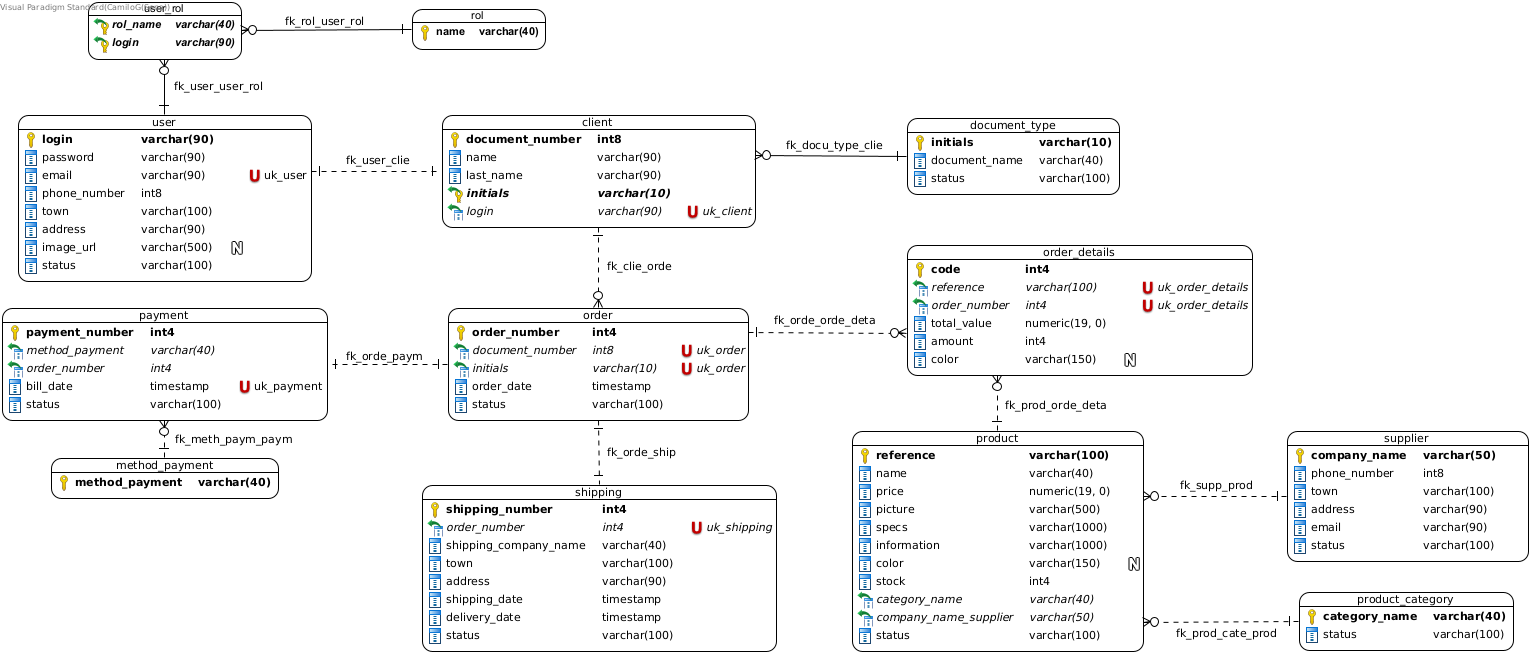 Visual Paradigm Standard(CamiloG(
user_rol
rol_name varchar(40)
login varchar(90)
fk_rol_user_rol
rol
name varchar(40)
fk_user_user_rol
user
login varchar(90)
password varchar(90)
email varchar(90) U uk_user
phone_number int8
town varchar(100)
address varchar(90)
image_url varchar(500) N
status varchar(100)
fk_user_clie
client
document_number int8
name varchar(90)
last_name varchar(90)
initials varchar(10)
login varchar(90) U uk_client
fk_docu_type_clie
document_type
initials varchar(10)
document_name varchar(40)
status varchar(100)
fk_clie_orde
order_details
code int4
reference varchar(100) U uk_order_details
order_number int4 U uk_order_details
total_value numeric(19, 0)
amount int4
color varchar(150) N
payment
payment_number int4
method_payment varchar(40)
order_number int4
bill_date timestamp U uk_payment
status varchar(100)
fk_orde_paym
order
order_number int4
document_number int8 U uk_order
initials varchar(10) U uk_order
order_date timestamp
status varchar(100)
fk_orde_orde_deta
fk_meth_paym_paym
method_payment
method_payment varchar(40)
fk_orde_ship
shipping
shipping_number int4
order_number int4 U uk_shipping
shipping_company_name varchar(40)
town varchar(100)
address varchar(90)
shipping_date timestamp
delivery_date timestamp
status varchar(100)
fk_prod_orde_deta
product
reference varchar(100)
name varchar(40)
price numeric(19, 0)
picture varchar(500)
specs varchar(1000)
information varchar(1000)
color varchar(150) N
stock int4
category_name varchar(40)
company_name_supplier varchar(50)
status varchar(100)
fk_supp_prod
supplier
company_name varchar(50)
phone_number int8
town varchar(100)
address varchar(90)
email varchar(90)
status varchar(100)
fk_prod_cate_prod
product_category
category_name varchar(40)
status varchar(100)